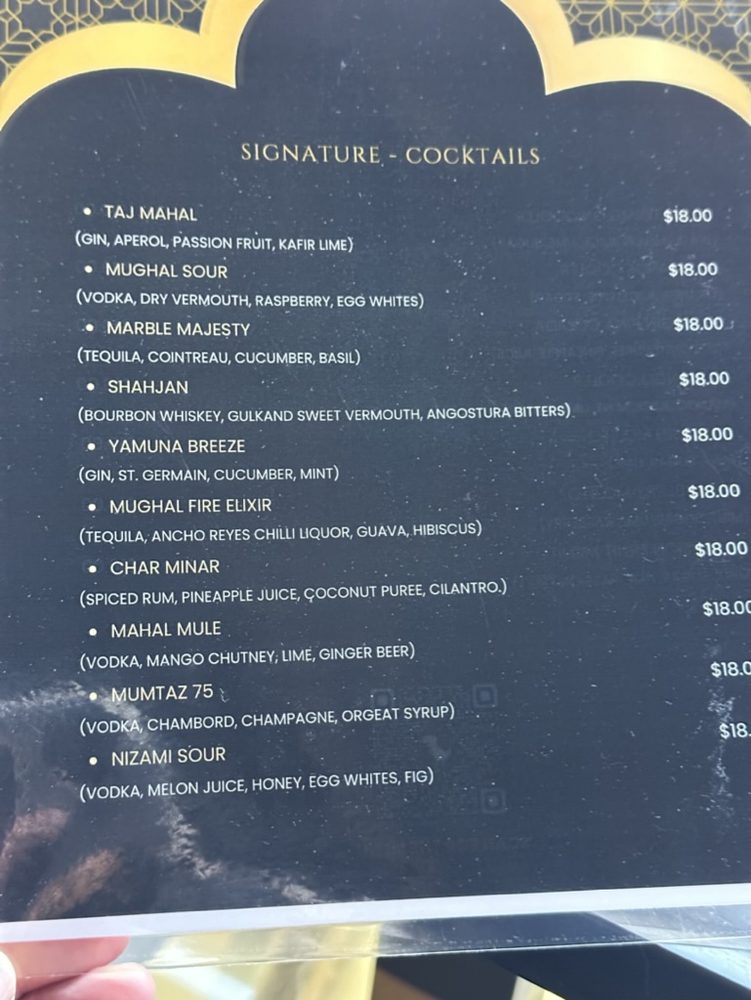 SIGNATURE - COCKTAILS
• TAJ MAHAL $18.00
(GIN, APEROL, PASSION FRUIT, KAFIR LIME)
• MUGHAL SOUR $18.00
(VODKA, DRY VERMOUTH, RASPBERRY, EGG WHITES)
• MARBLE MAJESTY $18.00
(TEQUILA, COINTREAU, CUCUMBER, BASIL)
• SHAHJAN $18.00
(BOURBON WHISKEY, GULKAND SWEET VERMOUTH, ANGOSTURA BITTERS)
• YAMUNA BREEZE $18.00
(GIN, ST. GERMAIN, CUCUMBER, MINT)
• MUGHAL FIRE ELIXIR $18.00
(TEQUILA, ANCHO REYES CHILLI LIQUOR, GUAVA, HIBISCUS)
• CHAR MINAR $18.00
(SPICED RUM, PINEAPPLE JUICE, COCONUT PUREE, CILANTRO.)
• MAHAL MULE $18.00
(VODKA, MANGO CHUTNEY, LIME, GINGER BEER)
• MUMTAZ 75 $18.0
(VODKA, CHAMBORD, CHAMPAGNE, ORGEAT SYRUP)
• NIZAMI SOUR $18.
(VODKA, MELON JUICE, HONEY, EGG WHITES, FIG)